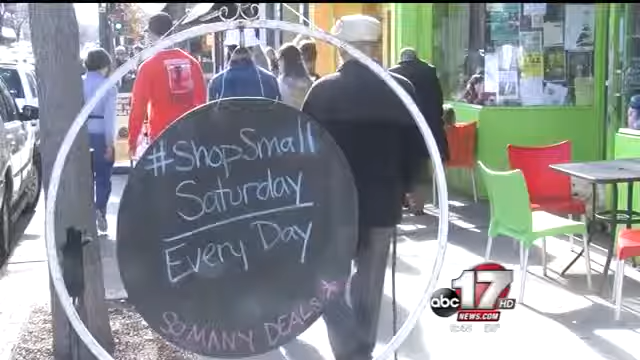 #ShopSmall
Saturday
Every Day
SO MANY DEALS
abc 17 HD
NEWS.COM